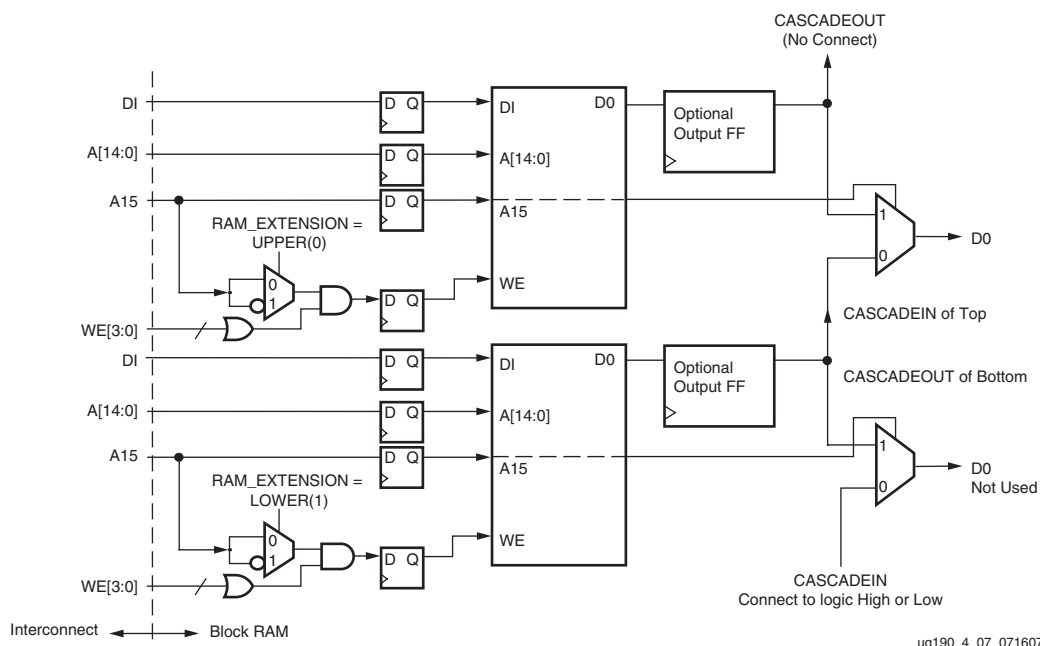 CASCADEOUT
(No Connect)
DI
D Q
DI
D0
Optional
Output FF
A[14:0]
D Q
A[14:0]
A15
D Q
A15
1
RAM_EXTENSION =
UPPER(0)
D0
0
0
1
D Q
WE
WE[3:0]
CASCADEIN of Top
DI
D Q
DI
D0
Optional
Output FF
CASCADEOUT of Bottom
A[14:0]
D Q
A[14:0]
A15
D Q
A15
1
RAM_EXTENSION =
LOWER(1)
D0
Not Used
0
0
1
D Q
WE
WE[3:0]
CASCADEIN
Connect to logic High or Low
Interconnect
Block RAM
ug190_4_07_071607